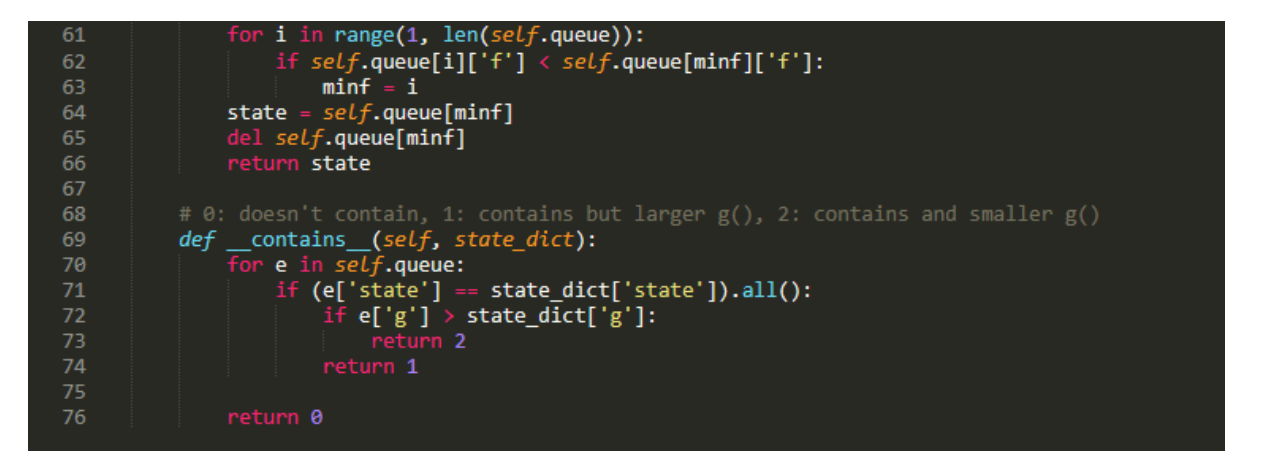 61 for i in range(1, len(self.queue)):
62 if self.queue[i]['f'] < self.queue[minf]['f']:
63 minf = i
64 state = self.queue[minf]
65 del self.queue[minf]
66 return state
67
68 # 0: doesn't contain, 1: contains but larger g(), 2: contains and smaller g()
69 def __contains__(self, state_dict):
70 for e in self.queue:
71 if (e['state'] == state_dict['state']).all():
72 if e['g'] > state_dict['g']:
73 return 2
74 return 1
75
76 return 0